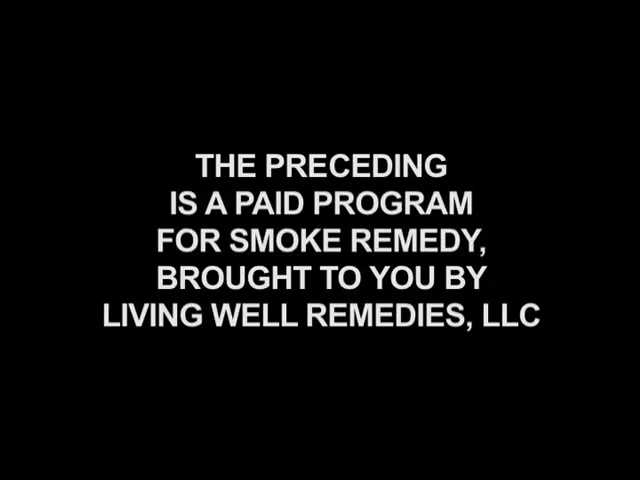 THE PRECEDING
IS A PAID PROGRAM
FOR SMOKE REMEDY,
BROUGHT TO YOU BY
LIVING WELL REMEDIES, LLC